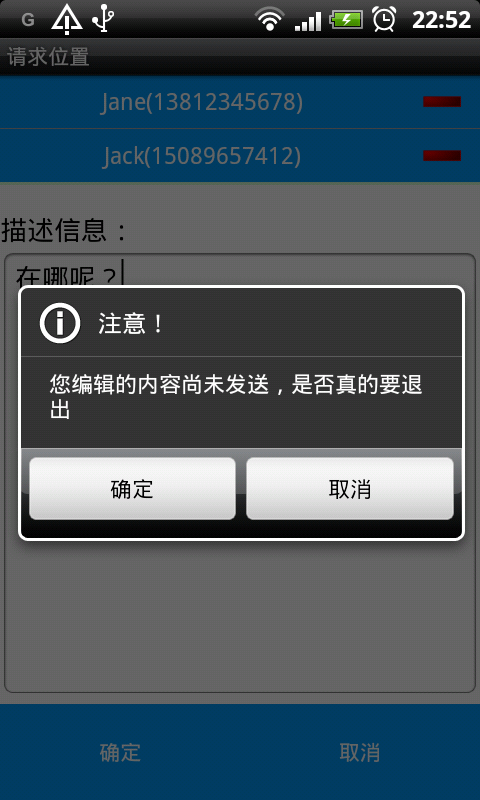 G 22:52
请求位置
Jane(13812345678)
Jack(15089657412)
描述信息：
在哪呢？
注意！
您编辑的内容尚未发送，是否真的要退
出
确定 取消
确定 取消